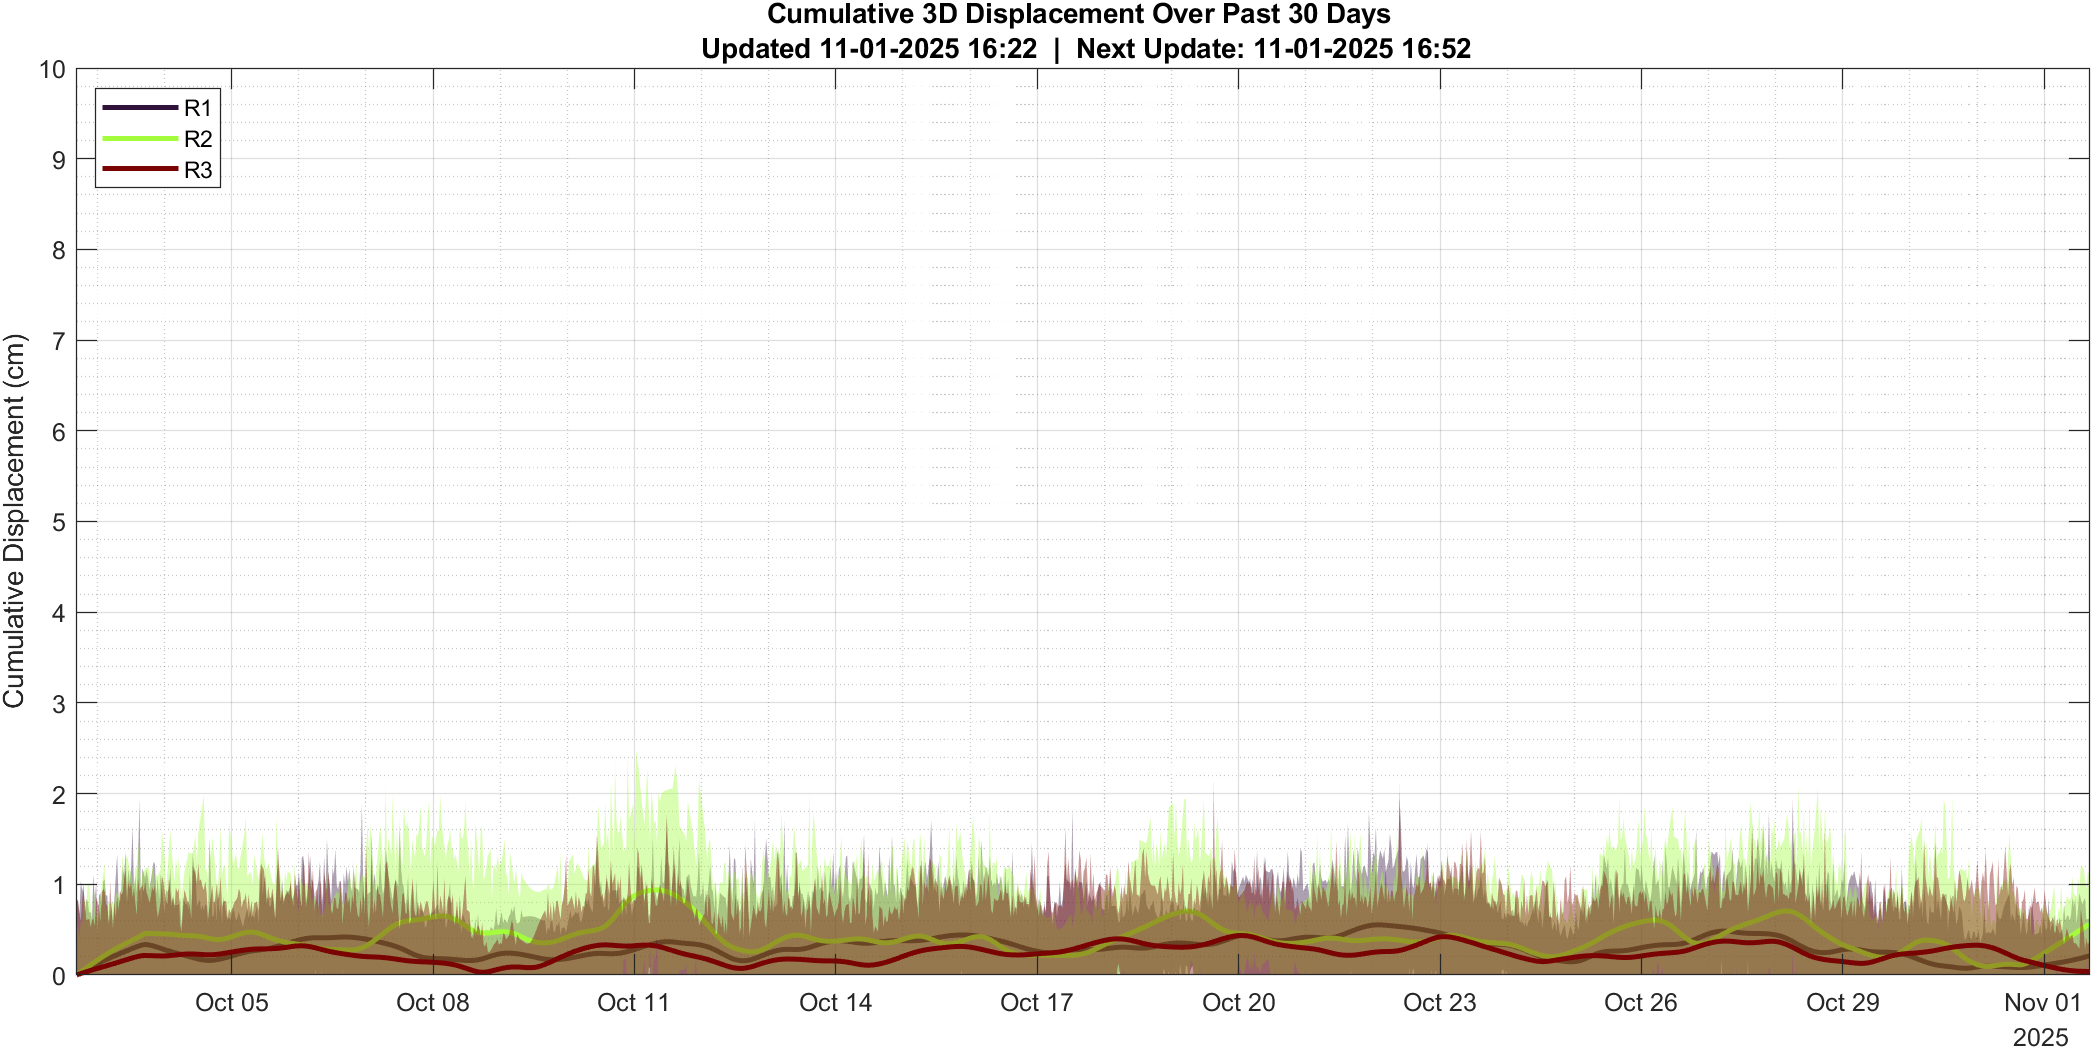 Cumulative 3D Displacement Over Past 30 Days
Updated 11-01-2025 16:22 | Next Update: 11-01-2025 16:52
R1
R2
R3
Cumulative Displacement (cm)
10
9
8
7
6
5
4
3
2
1
0
Oct 05
Oct 08
Oct 11
Oct 14
Oct 17
Oct 20
Oct 23
Oct 26
Oct 29
Nov 01
2025